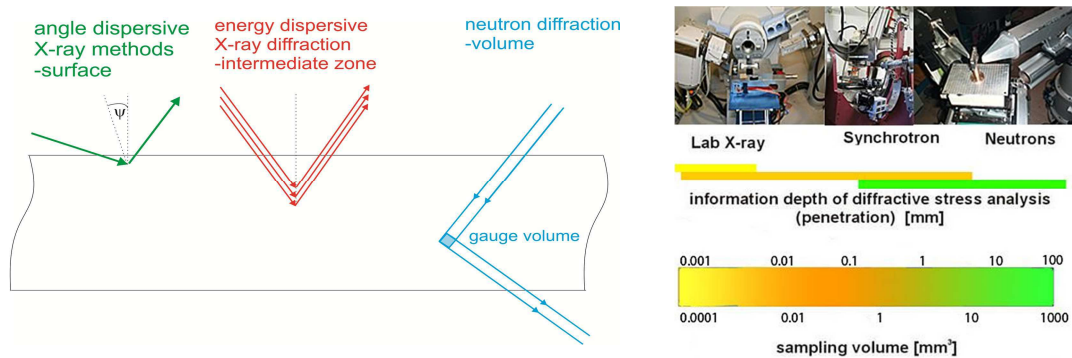 angle dispersive
X-ray methods
-surface
ψ
energy dispersive
X-ray diffraction
-intermediate zone
neutron diffraction
-volume
gauge volume
Lab X-ray
Synchrotron
Neutrons
information depth of diffractive stress analysis
(penetration) [mm]
0.001 0.01 0.1 1 10 100
0.0001 0.01 1 10 1000
sampling volume [mm³]